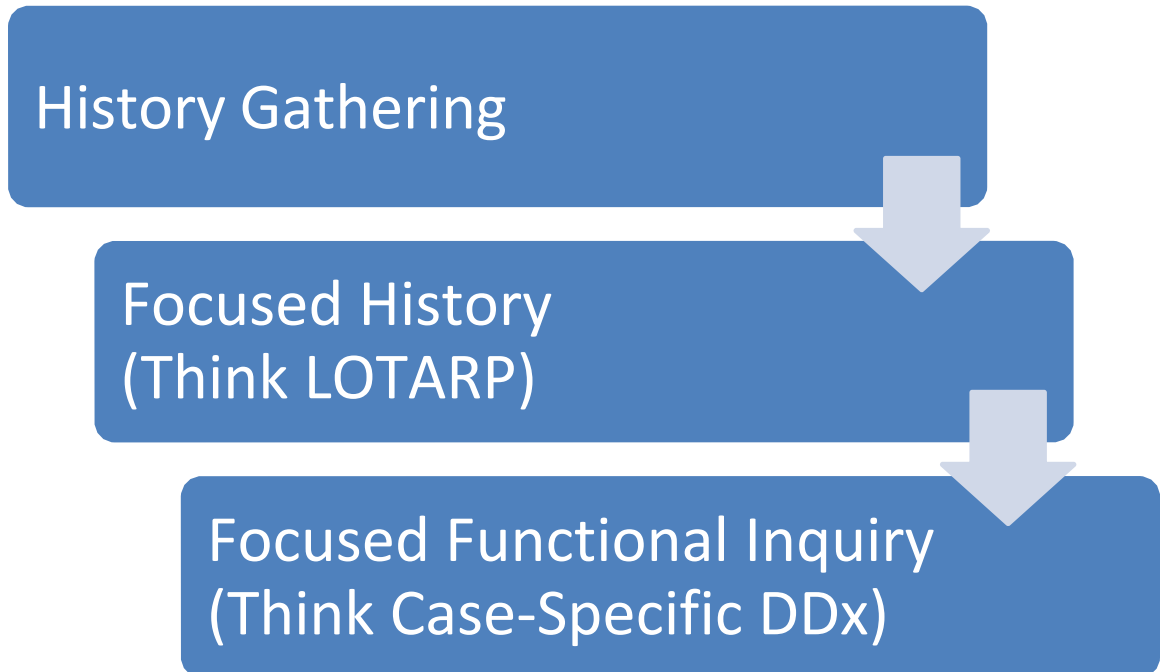 History Gathering
Focused History
(Think LOTARP)
Focused Functional Inquiry
(Think Case-Specific DDx)